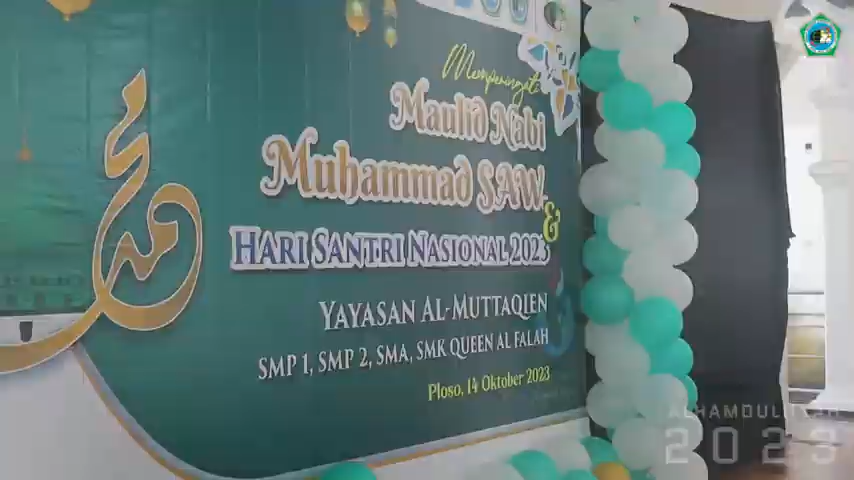 Memperingati
Maulid Nabi
Muhammad SAW.
&
HARI SANTRI NASIONAL 2023
YAYASAN AL-MUTTAQIEN
SMP 1, SMP 2, SMA, SMK QUEEN AL FALAH
Ploso, 14 Oktober 2023
محمد
ALHAMDULILLAH
2023